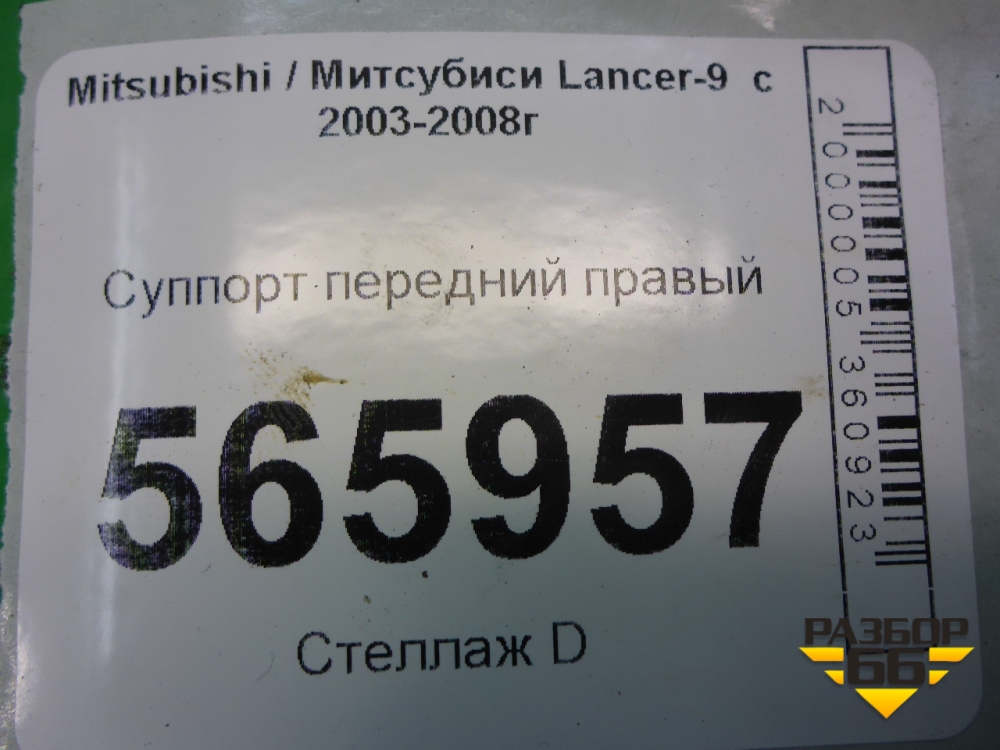 Mitsubishi / Митсубиси Lancer-9 с
2003-2008г
Суппорт передний правый
565957
Стеллаж D
2000005360923
РАЗБОР
66